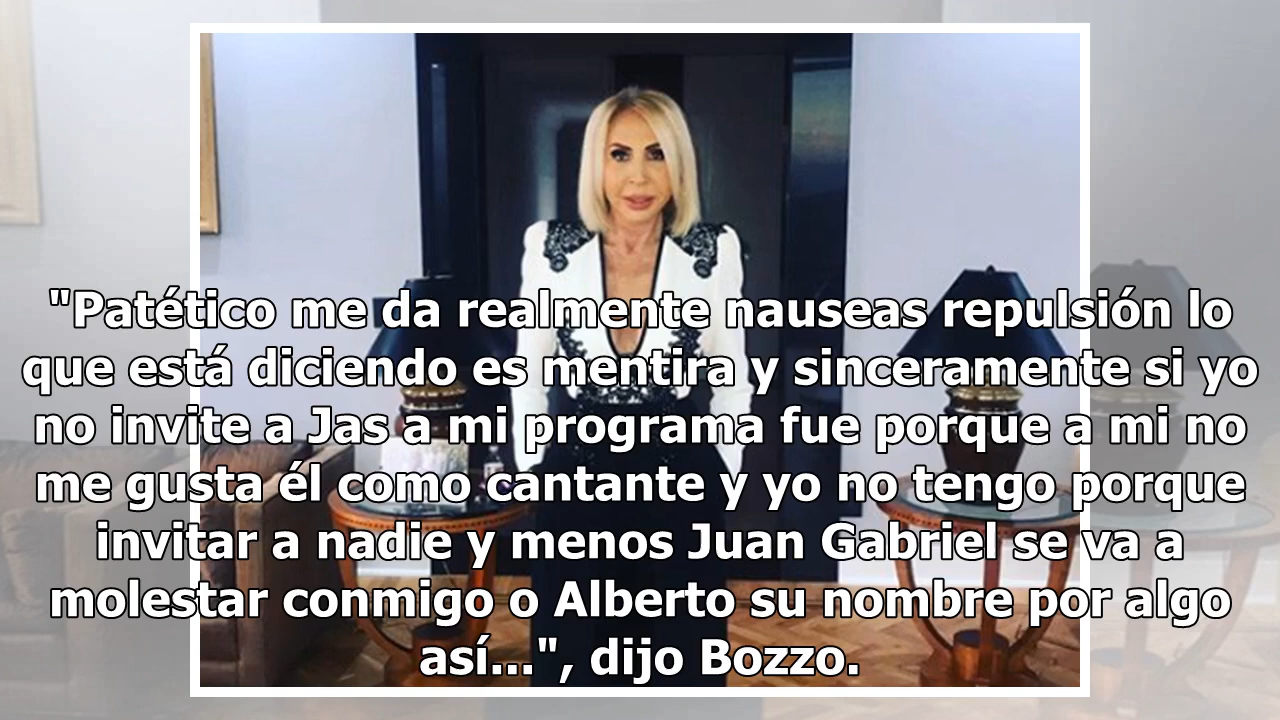 "Patético me da realmente nauseas repulsión lo
que está diciendo es mentira y sinceramente si yo
no invite a Jas a mi programa fue porque a mi no
me gusta él como cantante y yo no tengo porque
invitar a nadie y menos Juan Gabriel se va a
molestar conmigo o Alberto su nombre por algo
así...", dijo Bozzo.